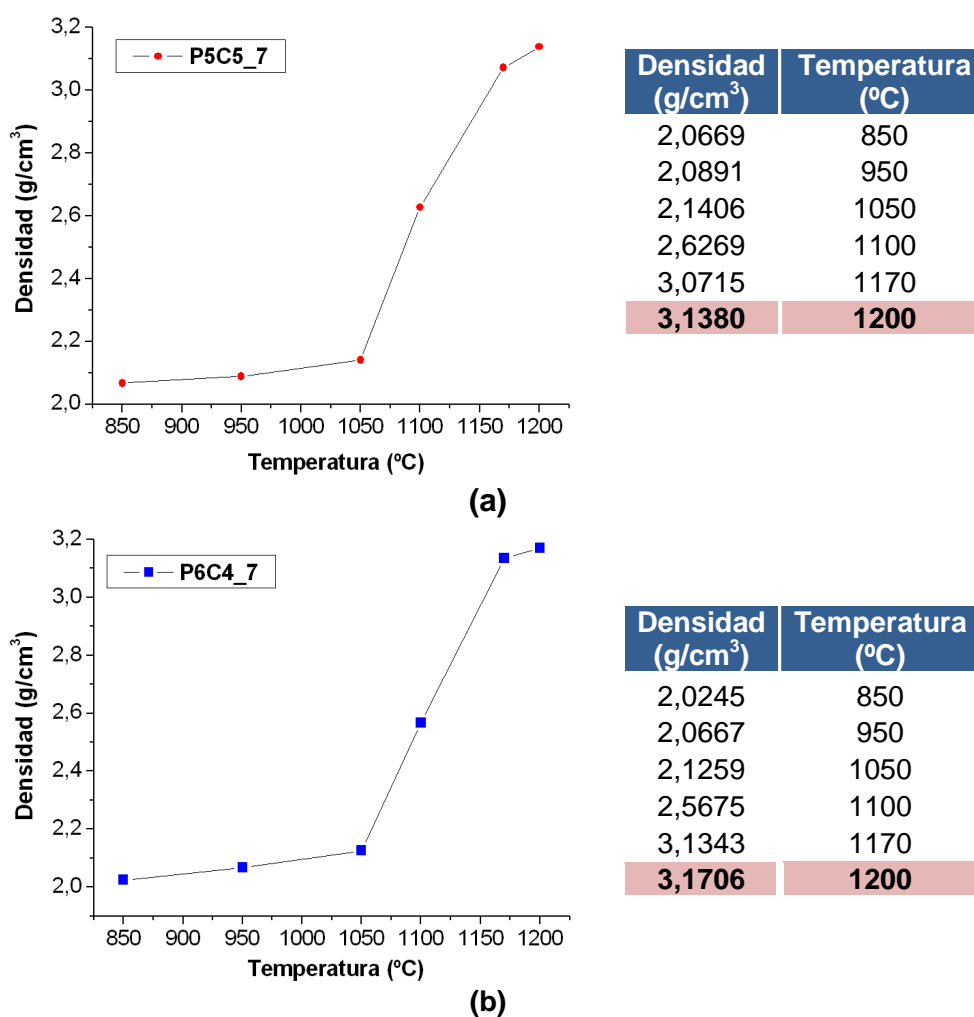 3,2
3,0
2,8
2,6
2,4
2,2
2,0
Densidad (g/cm³)
P5C5_7
850 900 950 1000 1050 1100 1150 1200
Temperatura (ºC)
Densidad Temperatura
(g/cm³) (ºC)
2,0669 850
2,0891 950
2,1406 1050
2,6269 1100
3,0715 1170
3,1380 1200
(a)
3,2
3,0
2,8
2,6
2,4
2,2
2,0
Densidad (g/cm³)
P6C4_7
850 900 950 1000 1050 1100 1150 1200
Temperatura (ºC)
Densidad Temperatura
(g/cm³) (ºC)
2,0245 850
2,0667 950
2,1259 1050
2,5675 1100
3,1343 1170
3,1706 1200
(b)